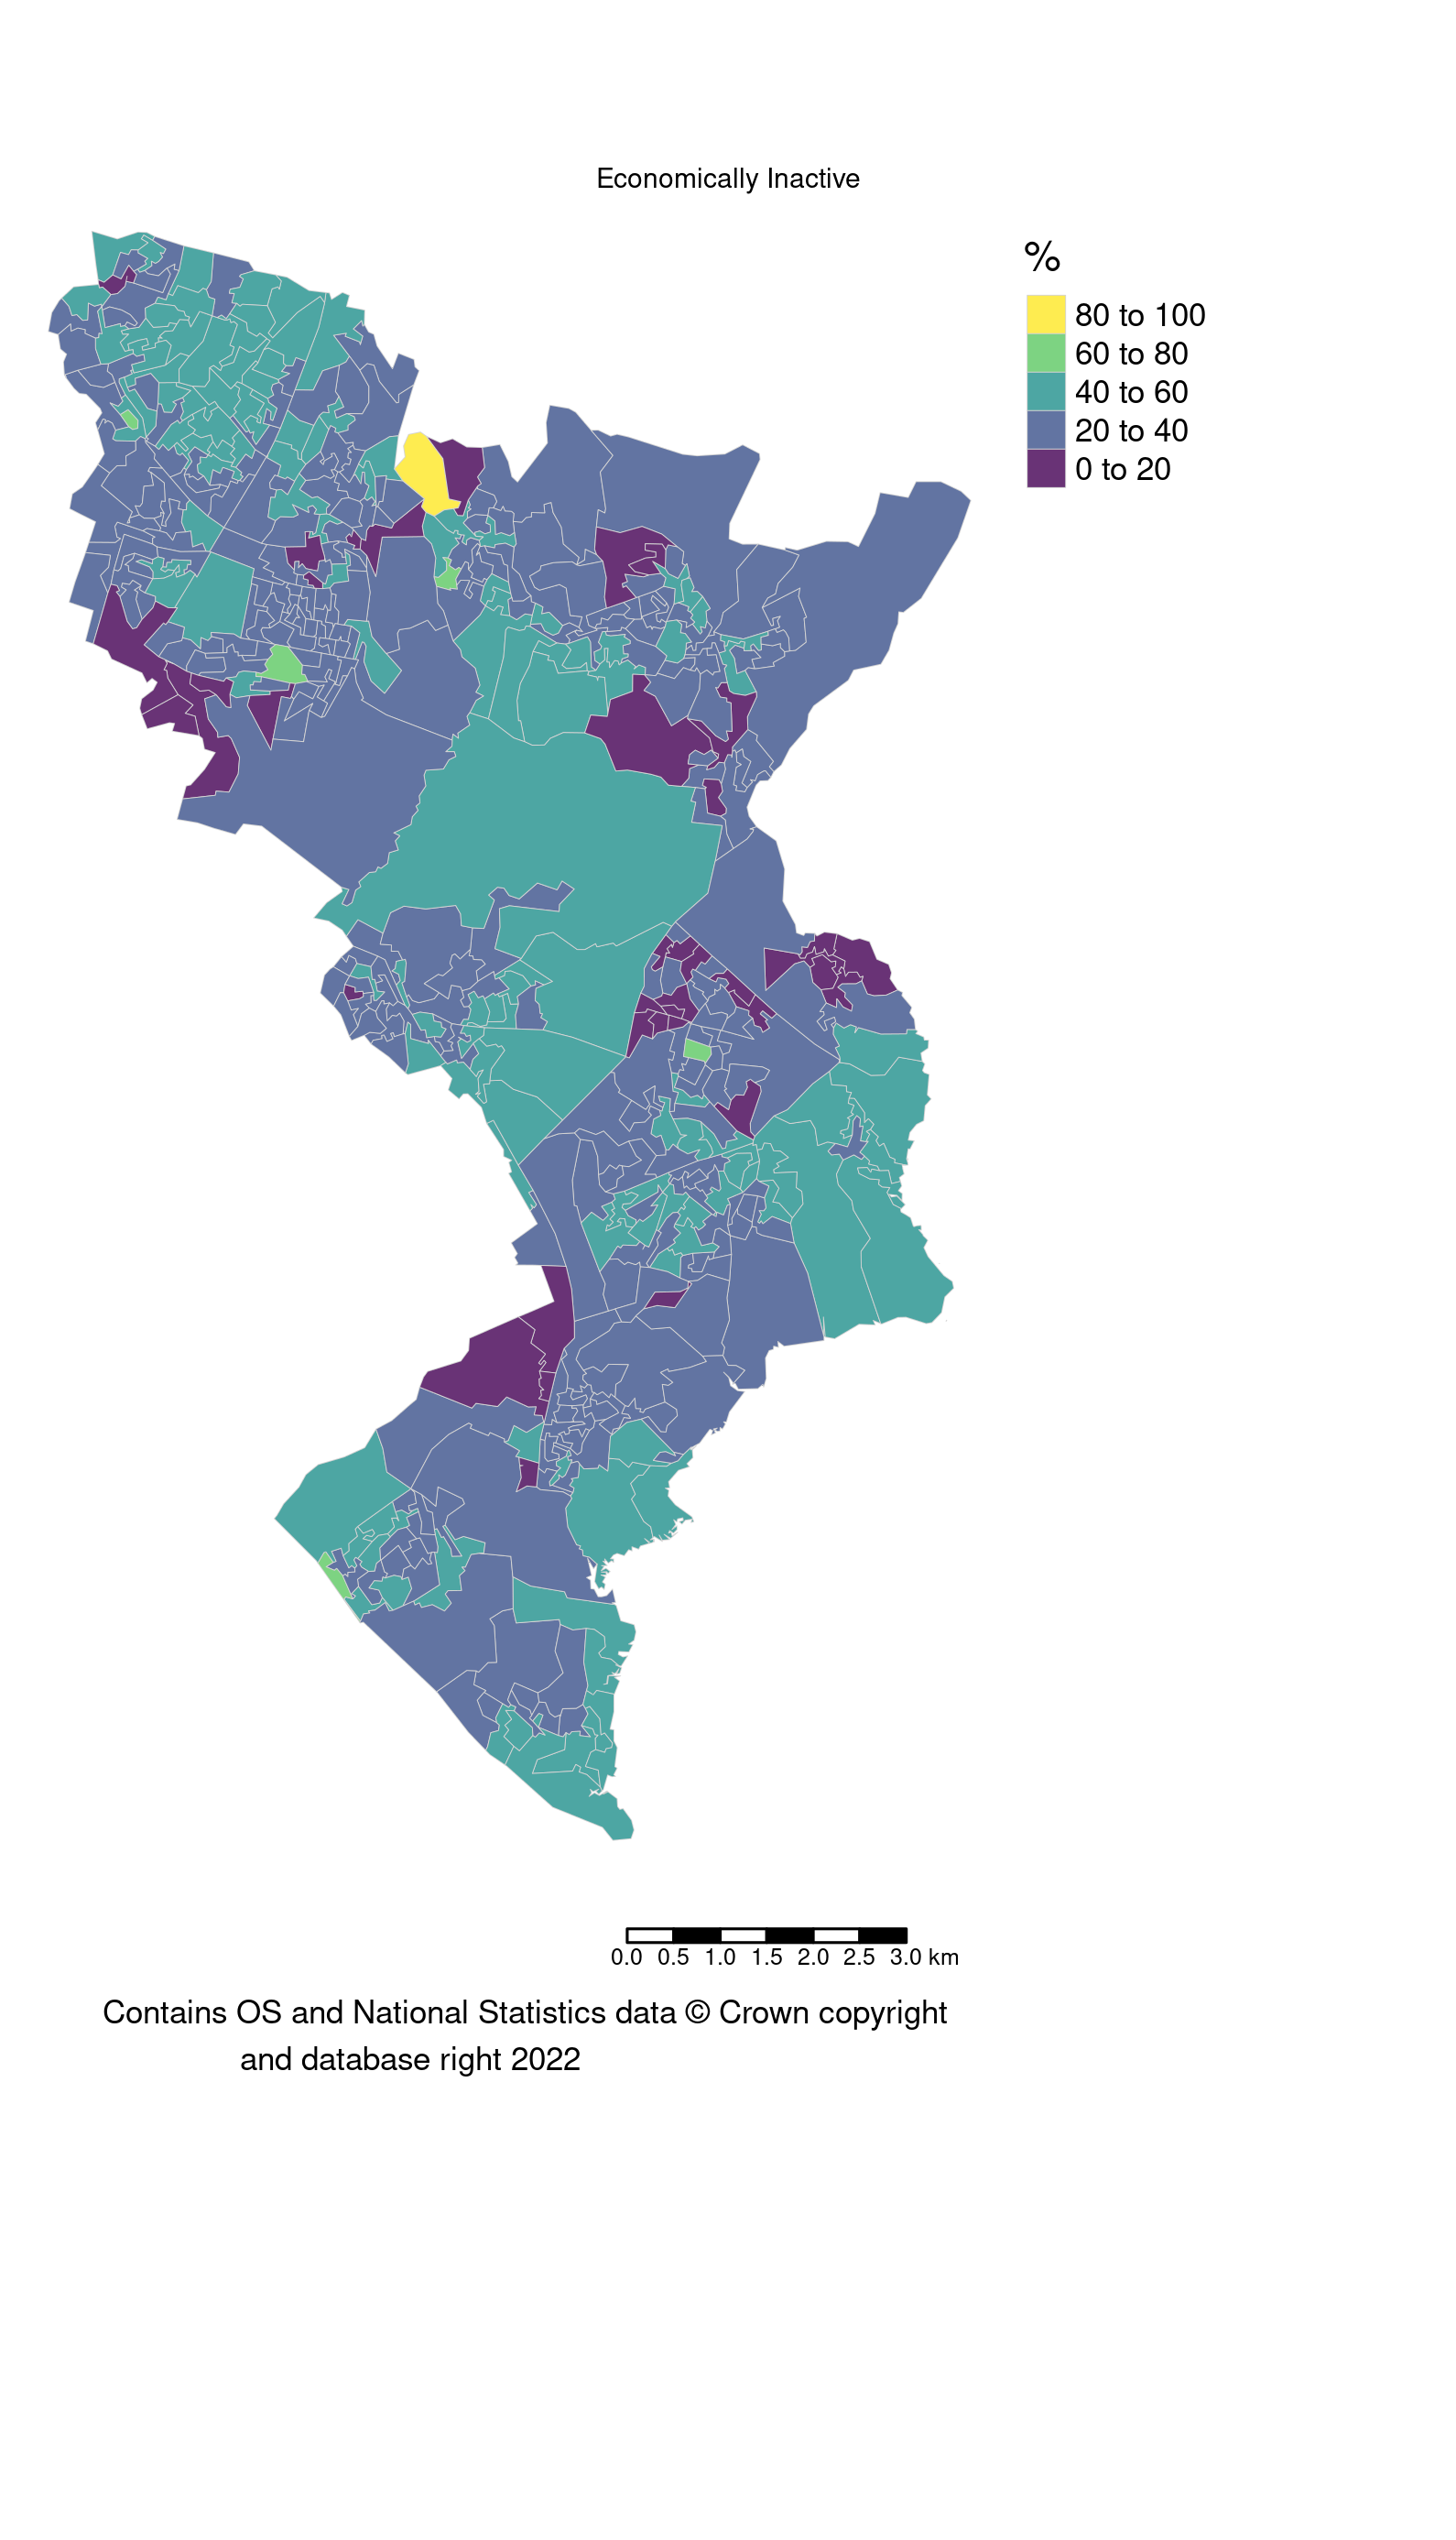 Economically Inactive
%
80 to 100
60 to 80
40 to 60
20 to 40
0 to 20
0.0 0.5 1.0 1.5 2.0 2.5 3.0 km
Contains OS and National Statistics data © Crown copyright
and database right 2022